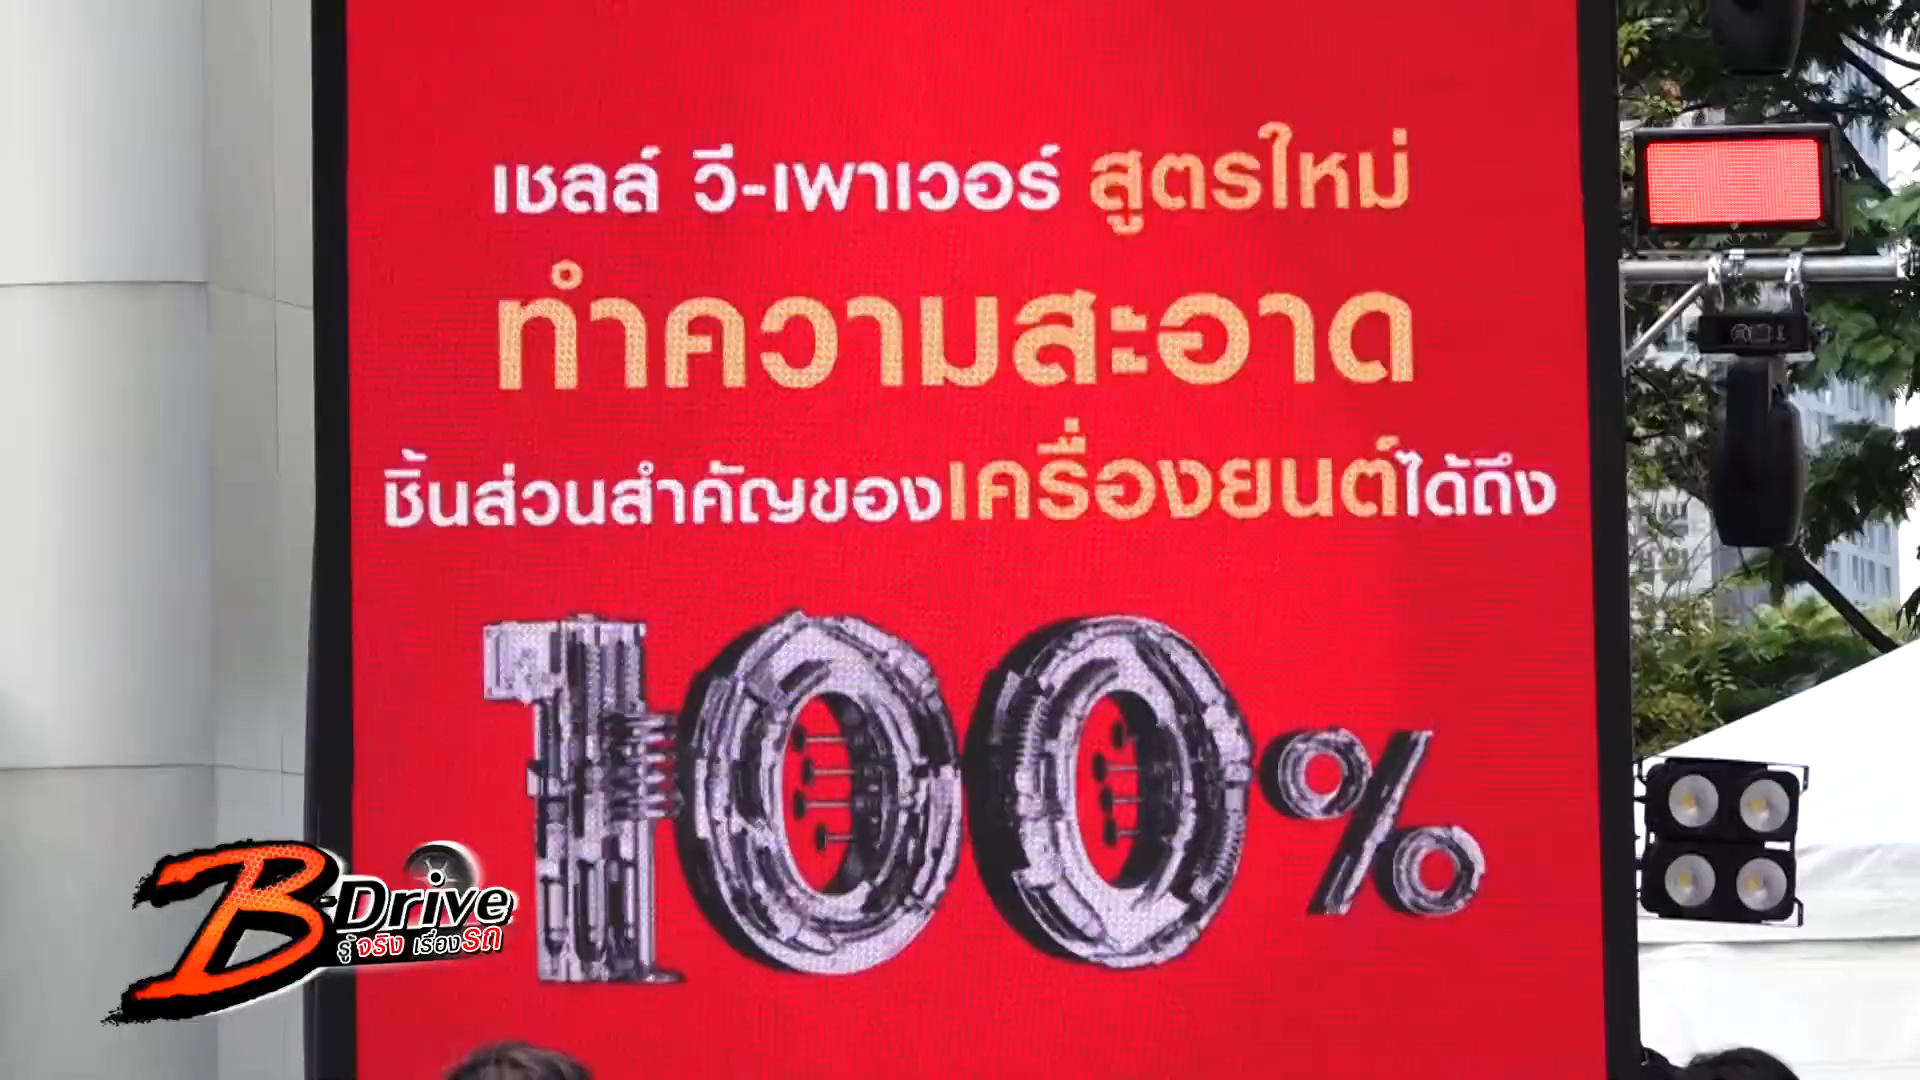 เชลล์ วี-เพาเวอร์ สูตรใหม่
ทำความสะอาด
ชิ้นส่วนสำคัญของเครื่องยนต์ได้ถึง
100%
B-Drive
รู้จริง เรื่องรถ